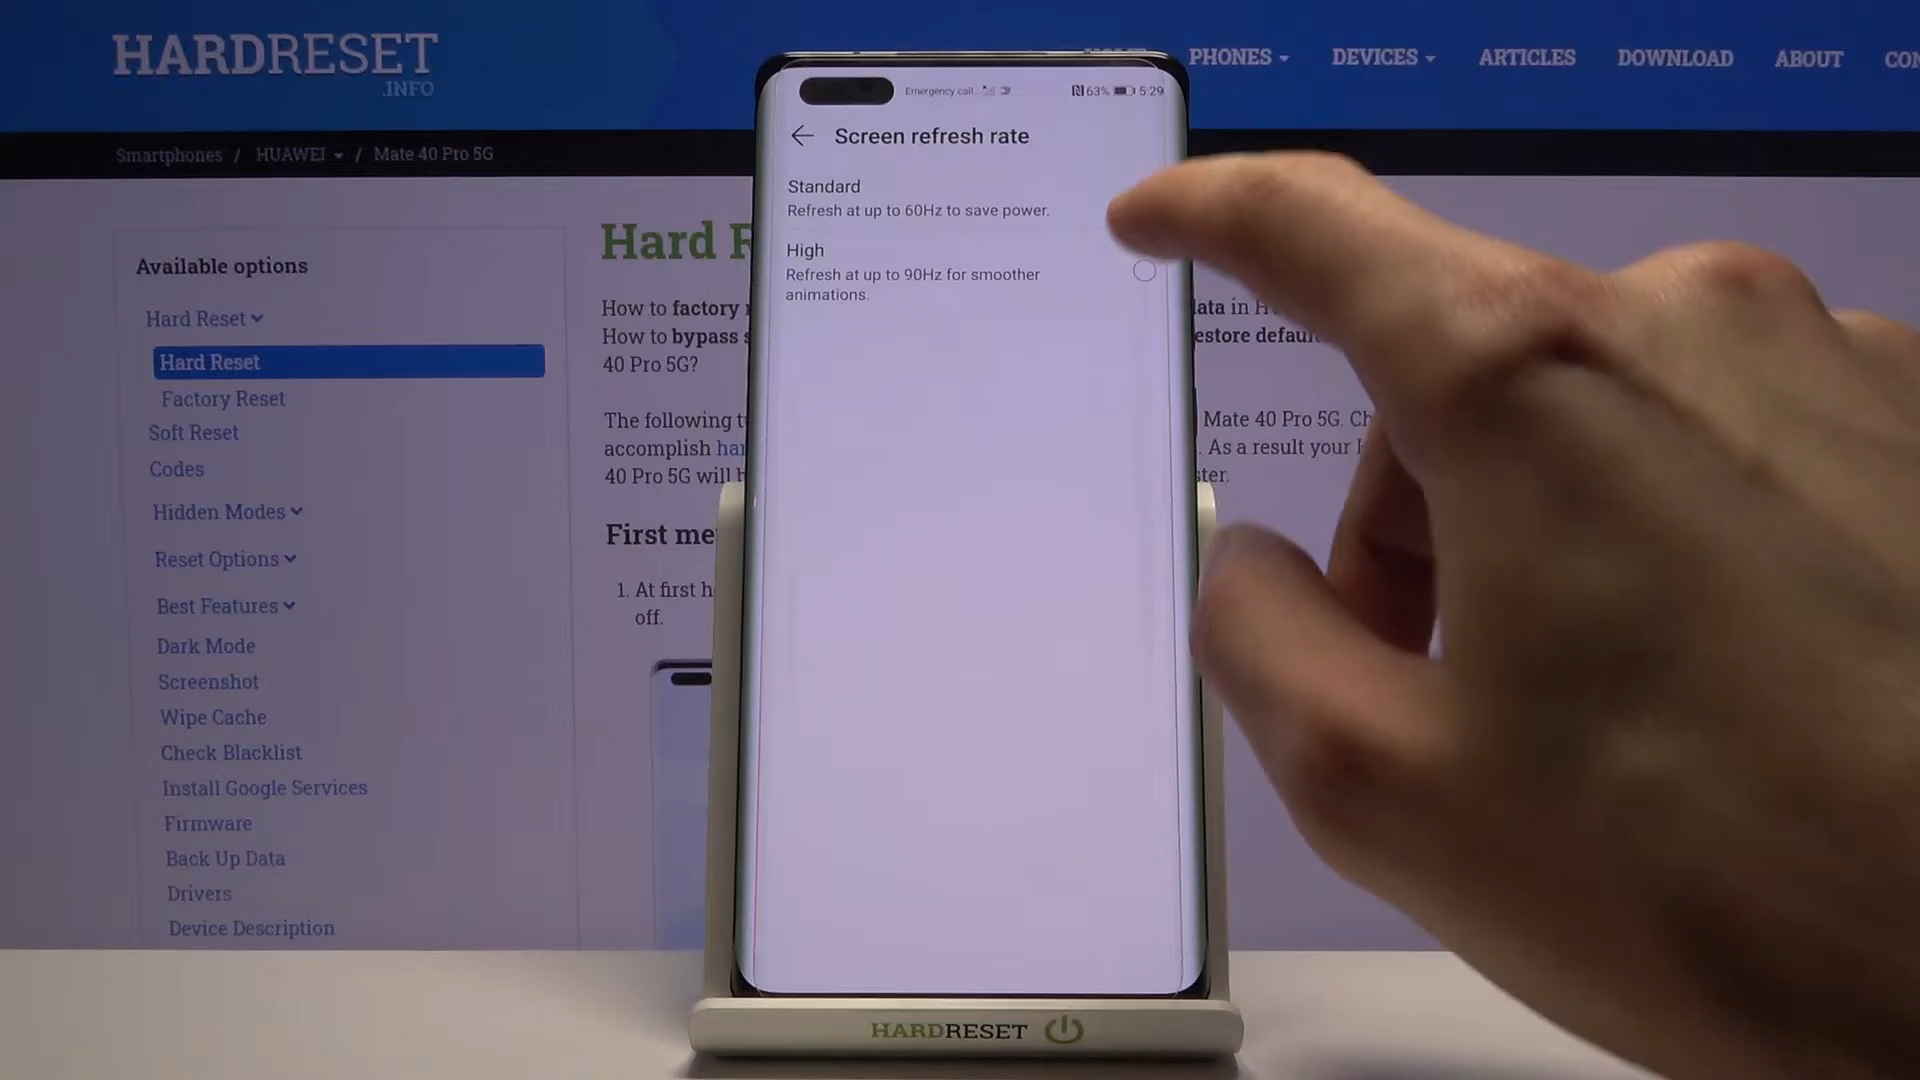 HARDRESET
.INFO
PHONES
DEVICES
ARTICLES
DOWNLOAD
ABOUT
Smartphones / HUAWEI / Mate 40 Pro 5G
Emergency call
63% 5:29
Screen refresh rate
Standard
Refresh at up to 60Hz to save power.
High
Refresh at up to 90Hz for smoother
animations.
Available options
Hard Reset
Hard Reset
Factory Reset
Soft Reset
Codes
Hidden Modes
Reset Options
Best Features
Dark Mode
Screenshot
Wipe Cache
Check Blacklist
Install Google Services
Firmware
Back Up Data
Drivers
Device Description
Hard
How to factory
in
How to bypass
40 Pro 5G?
The following
Mate 40 Pro 5G.
accomplish
. As a result your
40 Pro 5G will
First
1. At first
off.
HARDRESET